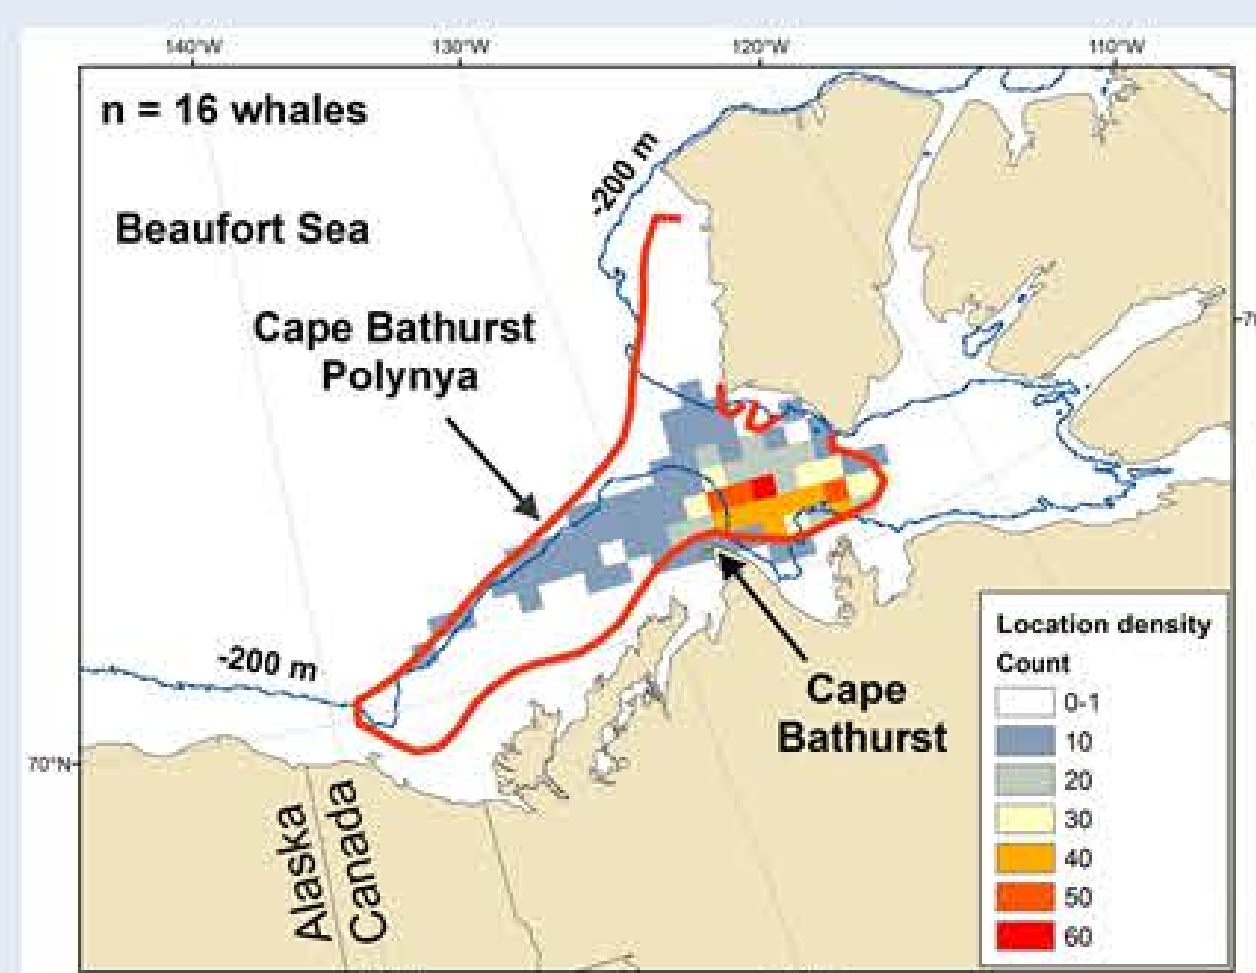 140°W 130°W 120°W 110°W
n = 16 whales
-200 m
Beaufort Sea
Cape Bathurst
Polynya
-200 m
Cape
Bathurst
70°N
Alaska
Canada
Location density
Count
0-1
10
20
30
40
50
60